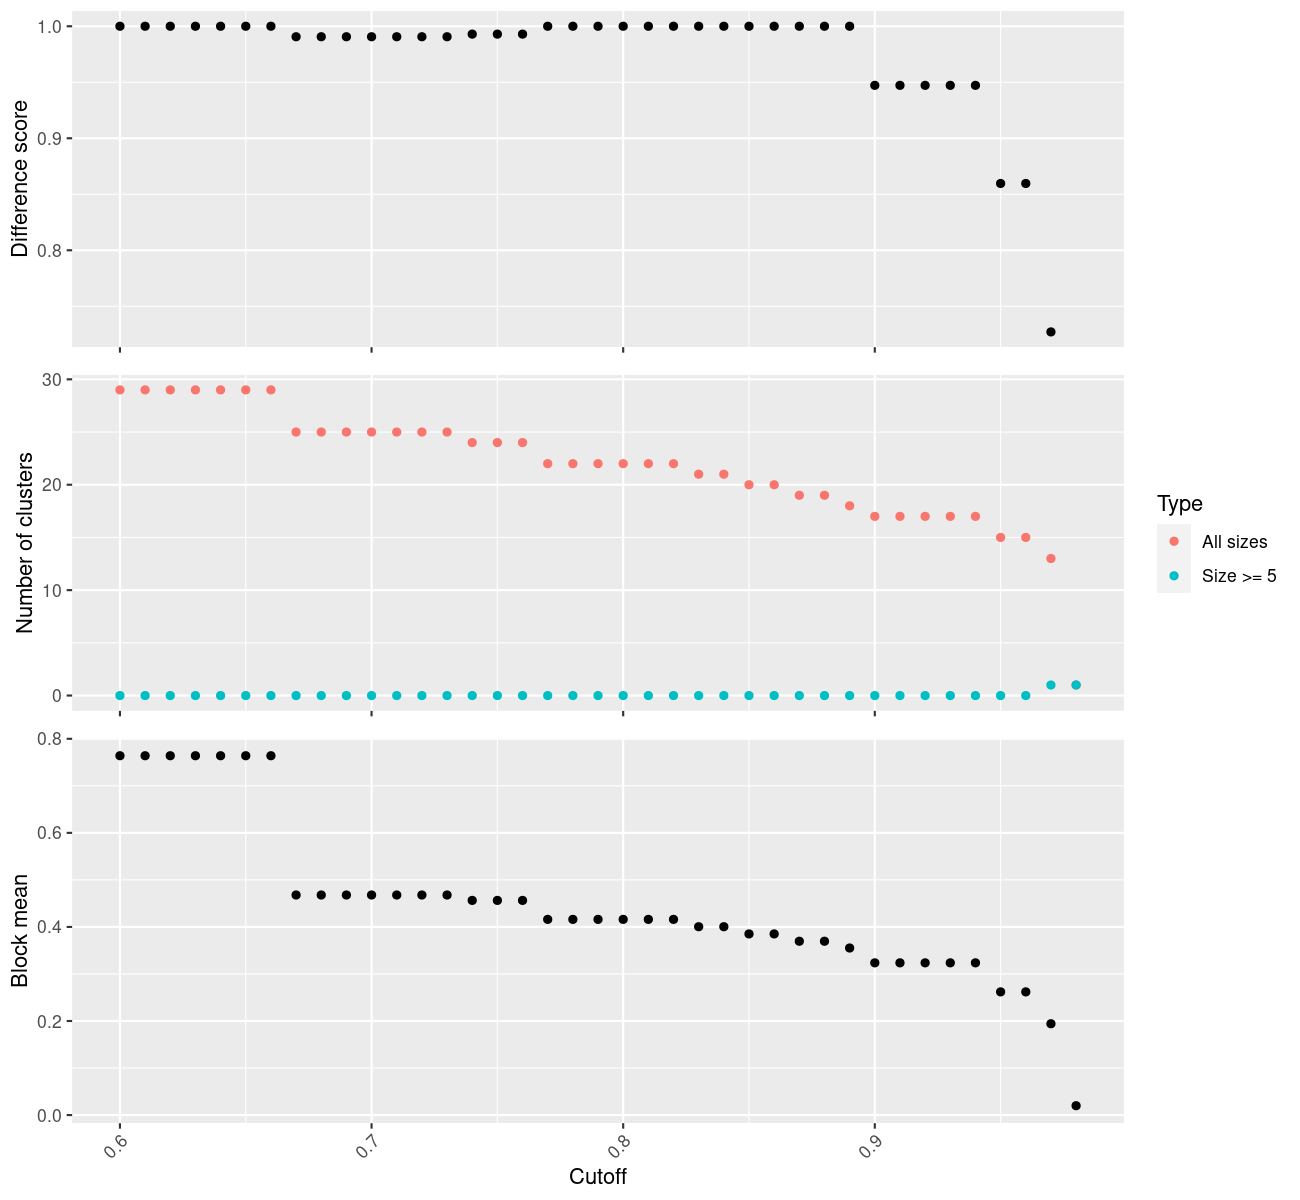 1.0
0.9
0.8
Difference score
30
20
10
0
Number of clusters
Type
All sizes
Size >= 5
0.8
0.6
0.4
0.2
0.0
Block mean
0.6
0.7
0.8
0.9
Cutoff